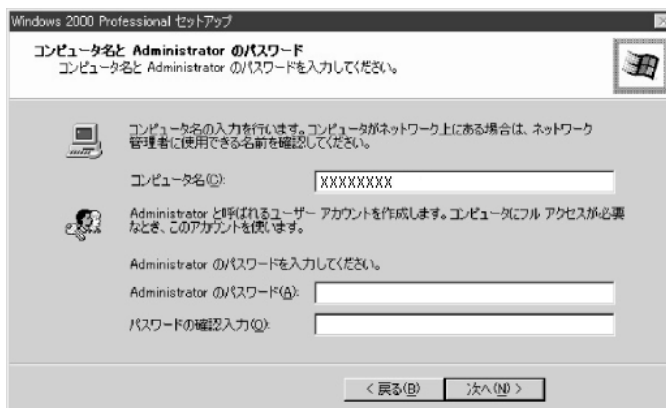 Windows 2000 Professional セットアップ
コンピュータ名と Administrator のパスワード
コンピュータ名と Administrator のパスワードを入力してください。
コンピュータ名の入力を行います。コンピュータがネットワーク上にある場合は、ネットワーク
管理者に使用できる名前を確認してください。
コンピュータ名(C):
XXXXXXXX
Administrator と呼ばれるユーザー アカウントを作成します。コンピュータにフル アクセスが必要
なとき、このアカウントを使います。
Administrator のパスワードを入力してください。
Administrator のパスワード(A):
パスワードの確認入力(O):
< 戻る(B)
次へ(N) >